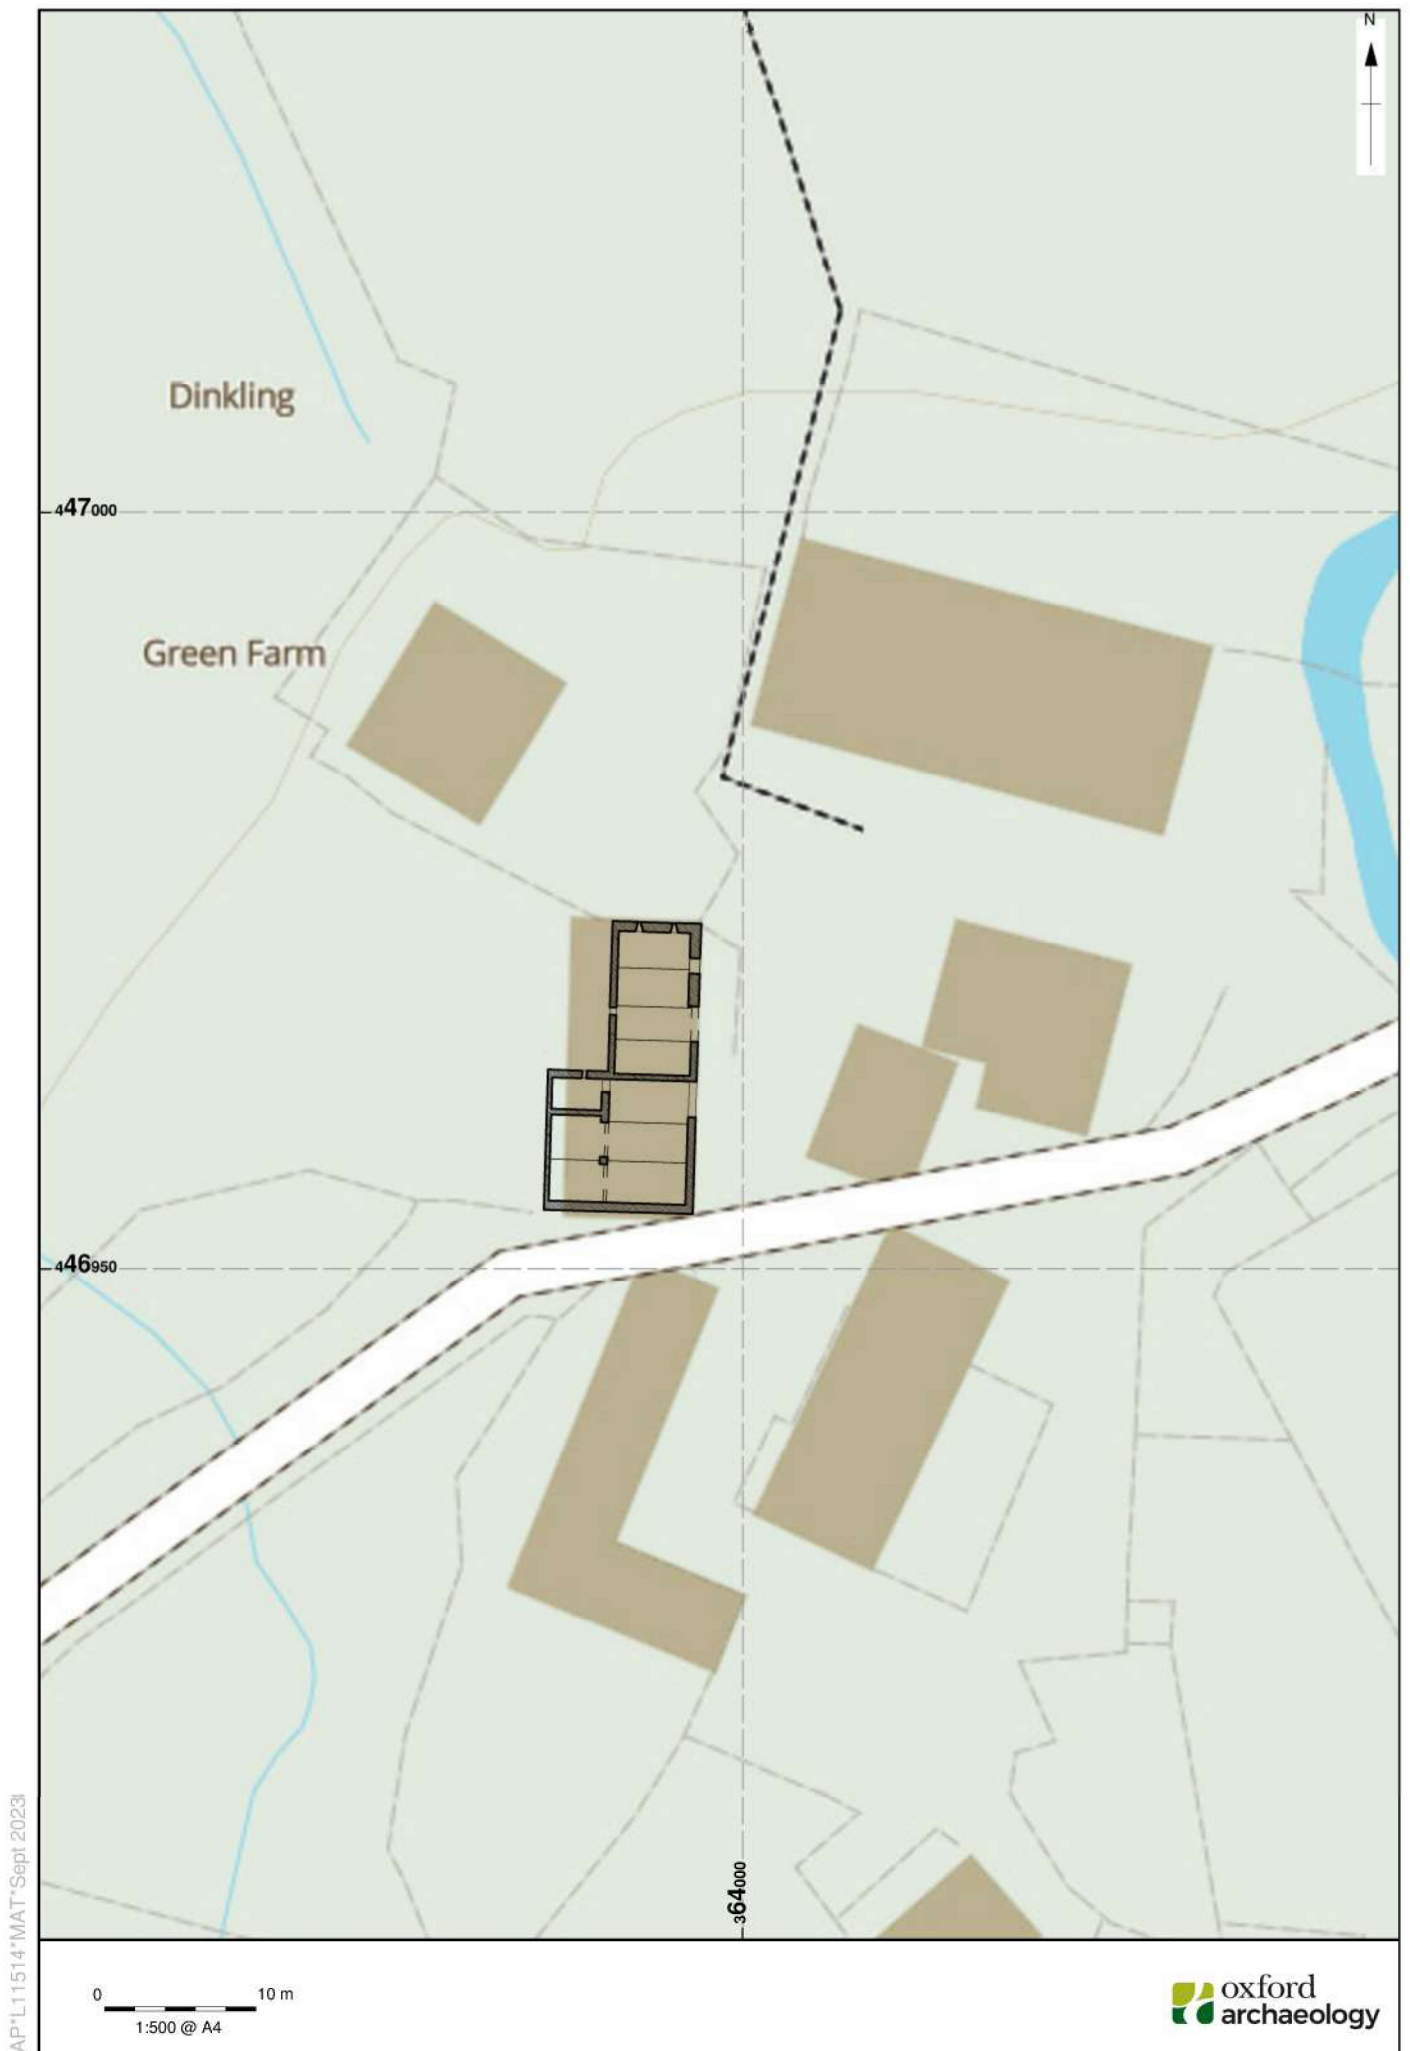 N
Dinkling
447000
Green Farm
446950
364000
AP*L11514*MAT*Sept 2023
0 10 m
1:500 @ A4
oxford
archaeology